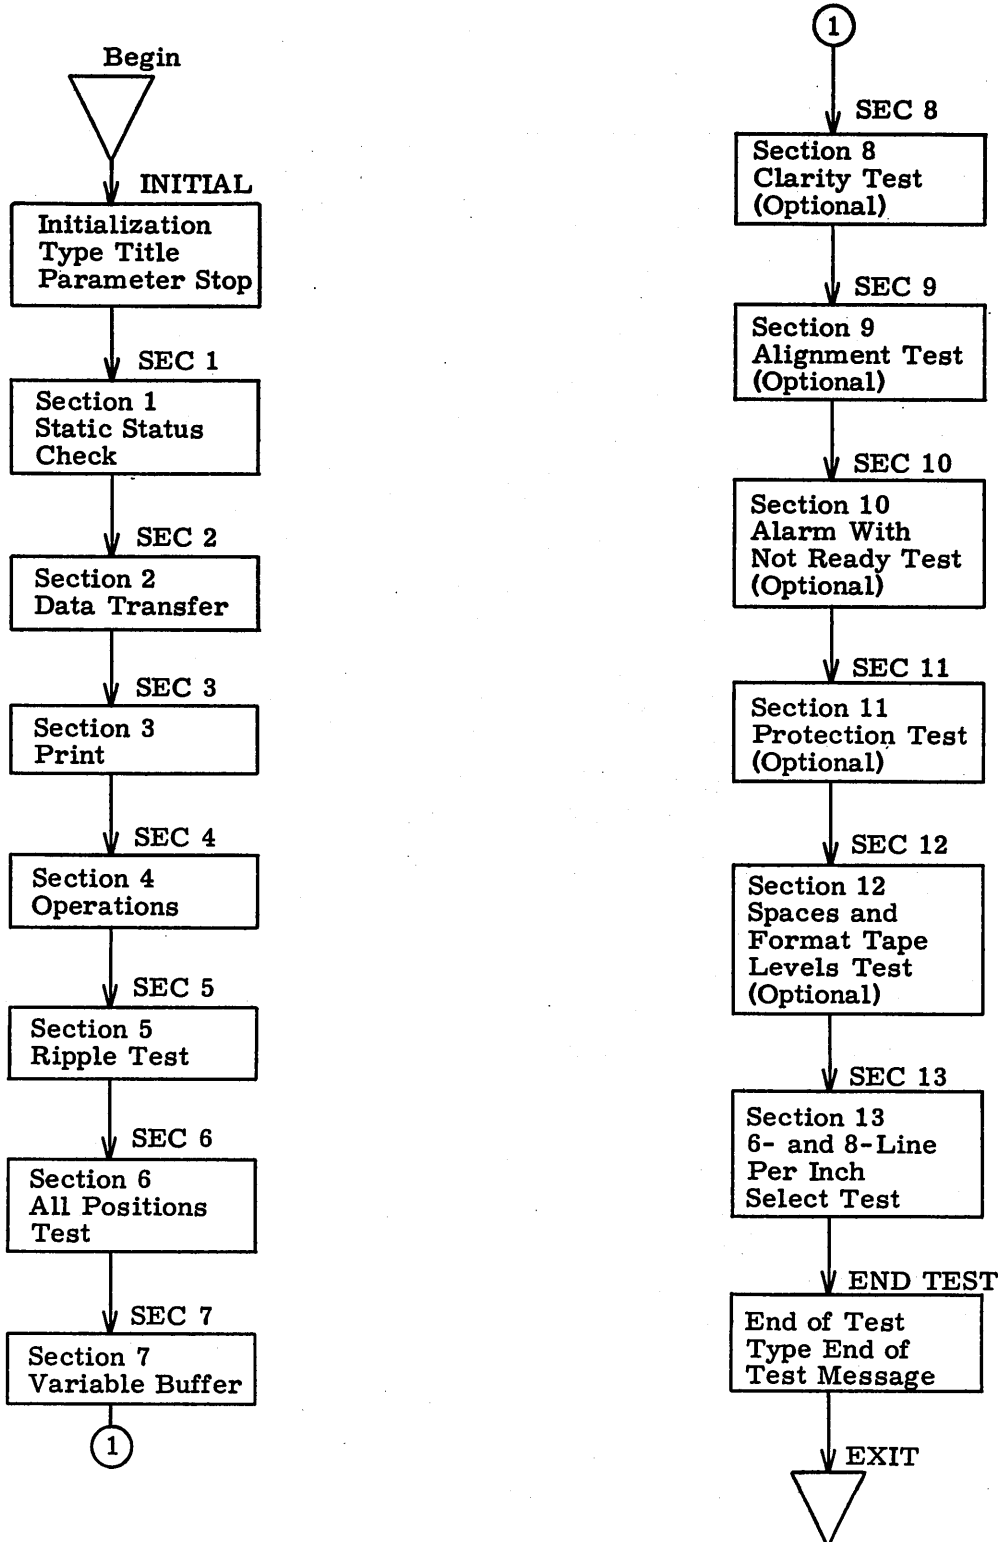 Begin
INITIAL
Initialization
Type Title
Parameter Stop
SEC 1
Section 1
Static Status
Check
SEC 2
Section 2
Data Transfer
SEC 3
Section 3
Print
SEC 4
Section 4
Operations
SEC 5
Section 5
Ripple Test
SEC 6
Section 6
All Positions
Test
SEC 7
Section 7
Variable Buffer
1
1
SEC 8
Section 8
Clarity Test
(Optional)
SEC 9
Section 9
Alignment Test
(Optional)
SEC 10
Section 10
Alarm With
Not Ready Test
(Optional)
SEC 11
Section 11
Protection Test
(Optional)
SEC 12
Section 12
Spaces and
Format Tape
Levels Test
(Optional)
SEC 13
Section 13
6- and 8-Line
Per Inch
Select Test
END TEST
End of Test
Type End of
Test Message
EXIT